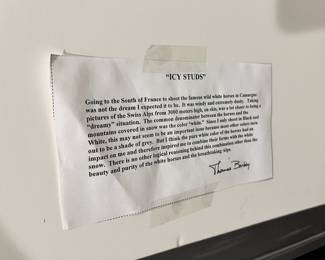 "ICY STUDS"
Going to the South of France to shoot the famous wild white horses in Camargue
was not the dream I expected it to be. It was windy and extremely dusty. Taking
pictures of the Swiss Alps from 3000 meters high, on skis, was a lot closer to being a
"dreamy" situation. The common denominator between the horses and the
mountains covered in snow was the color "white." Since I only shoot in Black and
White, this may not seem to be an important issue because most other colors turn
out to be a shade of grey. But I think the pure white color of the horses had an
impact on me and therefore inspired me to combine their forms with the white
snow. There is no other logical reasoning behind this combination other than the
beauty and purity of the white horses and the breathtaking Alps.
Thomas Barbey